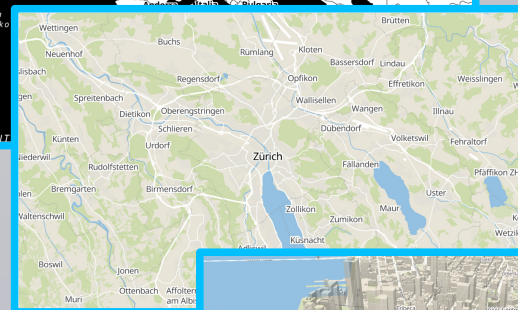 Italia
Bulgaria
Brütten
Wettingen
Buchs
Kloten
Neuenhof
Rümlang
Bassersdorf
Lindau
Regensdorf
Opfikon
Weisslingen
Effretikon
Spreitenbach
Wallisellen
Oberengstringen
Wangen
Illnau
Dietikon
Schlieren
Dübendorf
Volketswil
Künten
Urdorf
Fehraltorf
Zürich
Rudolfstetten
Fällanden
Pfäffikon ZH
Bremgarten
Birmensdorf
Uster
Zollikon
Maur
Zumikon
Küsnacht
Boswil
Jonen
Ottenbach
Affoltern
am Albis
Muri